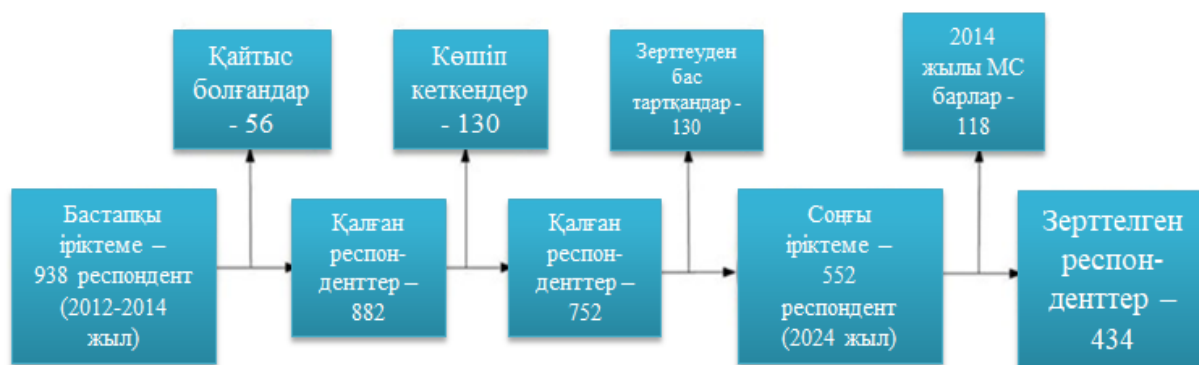 Қайтыс
болғандар
- 56
Көшіп
кеткендер
- 130
Зерттеуден
бас
тартқандар -
130
2014
жылы МС
барлар -
118
Бастапқы
іріктеме –
938 респондент
(2012-2014
жыл)
Қалған
респон-
денттер –
882
Қалған
респон-
денттер –
752
Соңғы
іріктеме –
552
респондент
(2024 жыл)
Зерттелген
респон-
денттер –
434